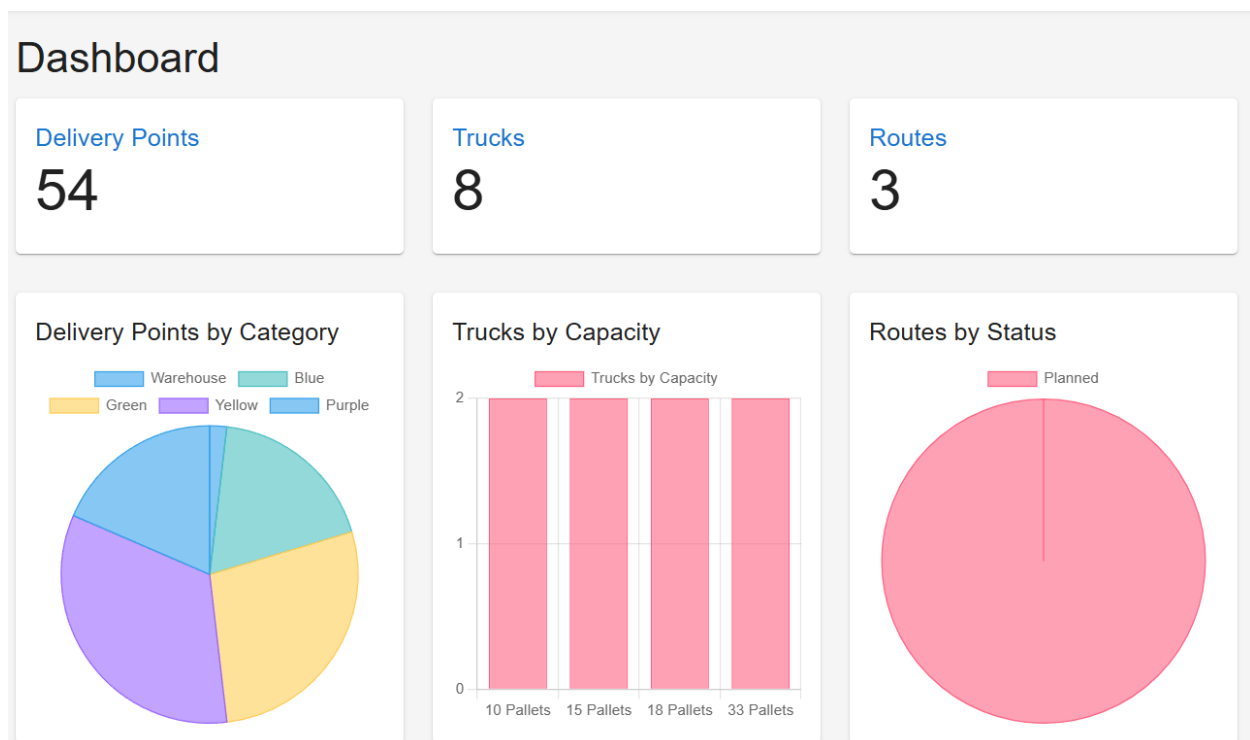 Dashboard
Delivery Points
54
Trucks
8
Routes
3
Delivery Points by Category
Warehouse Blue
Green Yellow Purple
Trucks by Capacity
Trucks by Capacity
2
1
0
10 Pallets 15 Pallets 18 Pallets 33 Pallets
Routes by Status
Planned